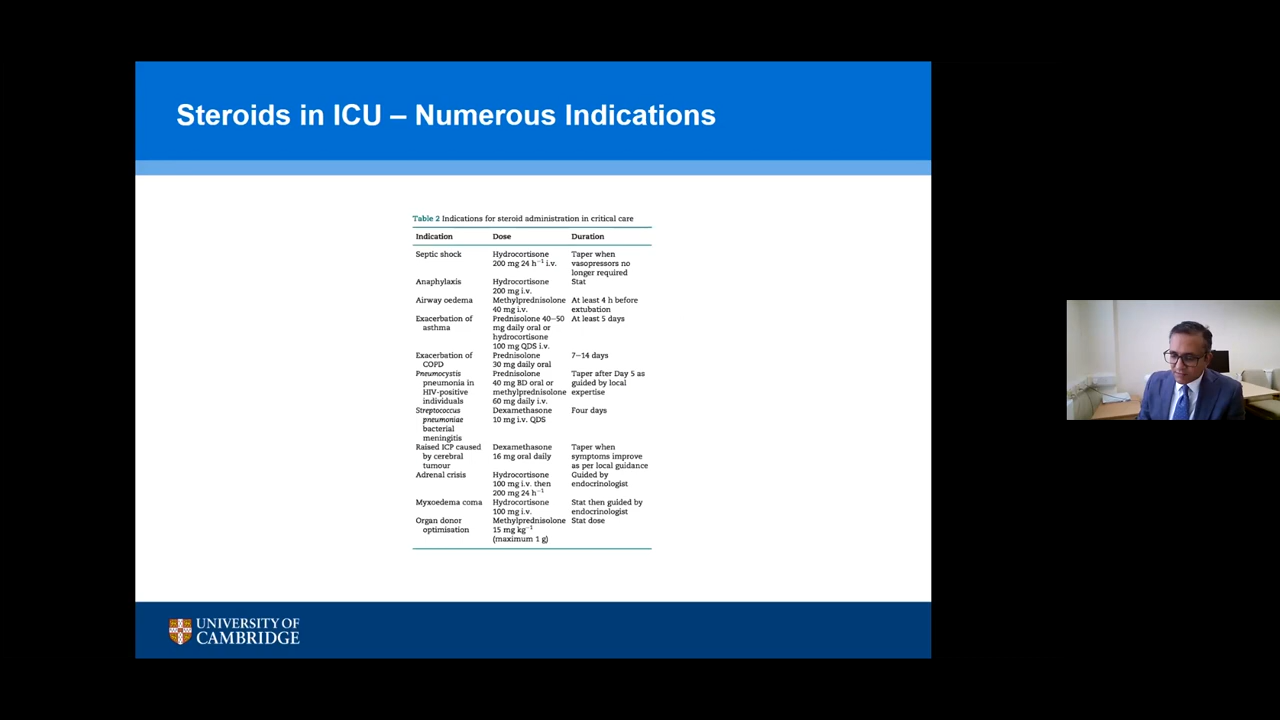 Steroids in ICU – Numerous Indications
Table 2 Indications for steroid administration in critical care
Indication Dose Duration
Septic shock Hydrocortisone Taper when
200 mg 24 h⁻¹ i.v. vasopressors no
longer required
Anaphylaxis Hydrocortisone Stat
200 mg i.v.
Airway oedema Methylprednisolone At least 4 h before
40 mg i.v. extubation
Exacerbation of Prednisolone 40–50 At least 5 days
asthma mg daily oral or
hydrocortisone
100 mg QDS i.v.
Exacerbation of Prednisolone 7–14 days
COPD 30 mg daily oral
Pneumocystis Prednisolone Taper after Day 5 as
pneumonia in 40 mg BD oral or guided by local
HIV-positive methylprednisolone expertise
individuals 60 mg daily i.v.
Streptococcus Dexamethasone Four days
pneumoniae 10 mg i.v. QDS
bacterial
meningitis
Raised ICP caused Dexamethasone Taper when
by cerebral 16 mg oral daily symptoms improve
tumour as per local guidance
Adrenal crisis Hydrocortisone Guided by
100 mg i.v. then endocrinologist
200 mg 24 h⁻¹
Myxoedema coma Hydrocortisone Stat then guided by
100 mg i.v. endocrinologist
Organ donor Methylprednisolone Stat dose
optimisation 15 mg kg⁻¹
(maximum 1 g)
UNIVERSITY OF
CAMBRIDGE